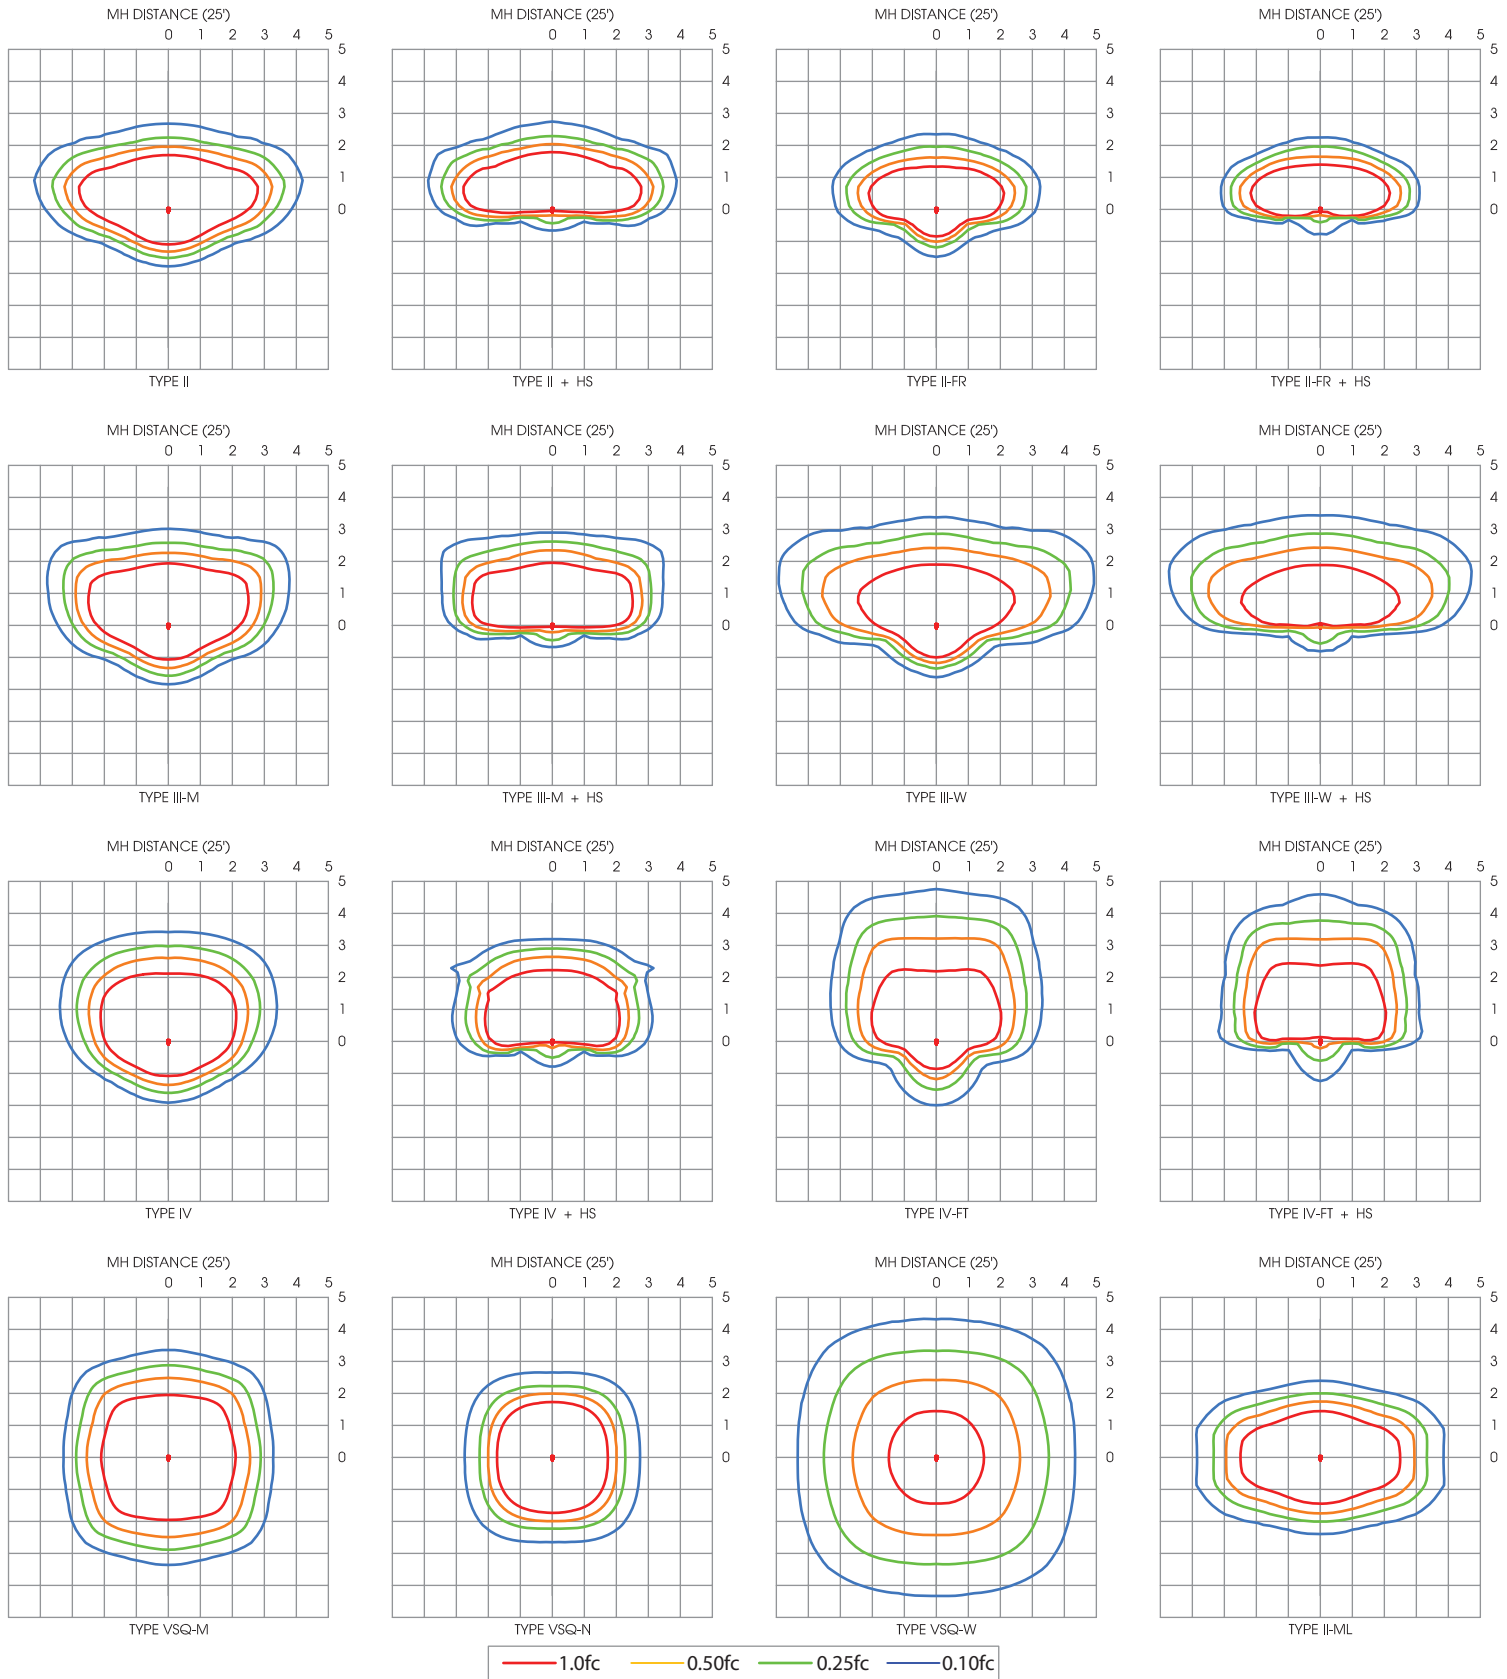 MH DISTANCE (25') MH DISTANCE (25') MH DISTANCE (25') MH DISTANCE (25')
0 1 2 3 4 5 0 1 2 3 4 5 0 1 2 3 4 5 0 1 2 3 4 5
5 5 5 5
4 4 4 4
3 3 3 3
2 2 2 2
1 1 1 1
0 0 0 0
TYPE II TYPE II + HS TYPE II-FR TYPE II-FR + HS
MH DISTANCE (25') MH DISTANCE (25') MH DISTANCE (25') MH DISTANCE (25')
0 1 2 3 4 5 0 1 2 3 4 5 0 1 2 3 4 5 0 1 2 3 4 5
5 5 5 5
4 4 4 4
3 3 3 3
2 2 2 2
1 1 1 1
0 0 0 0
TYPE III-M TYPE III-M + HS TYPE III-W TYPE III-W + HS
MH DISTANCE (25') MH DISTANCE (25') MH DISTANCE (25') MH DISTANCE (25')
0 1 2 3 4 5 0 1 2 3 4 5 0 1 2 3 4 5 0 1 2 3 4 5
5 5 5 5
4 4 4 4
3 3 3 3
2 2 2 2
1 1 1 1
0 0 0 0
TYPE IV TYPE IV + HS TYPE IV-FT TYPE IV-FT + HS
MH DISTANCE (25') MH DISTANCE (25') MH DISTANCE (25') MH DISTANCE (25')
0 1 2 3 4 5 0 1 2 3 4 5 0 1 2 3 4 5 0 1 2 3 4 5
5 5 5 5
4 4 4 4
3 3 3 3
2 2 2 2
1 1 1 1
0 0 0 0
TYPE VSQ-M TYPE VSQ-N TYPE VSQ-W TYPE II-ML
1.0fc 0.50fc 0.25fc 0.10fc